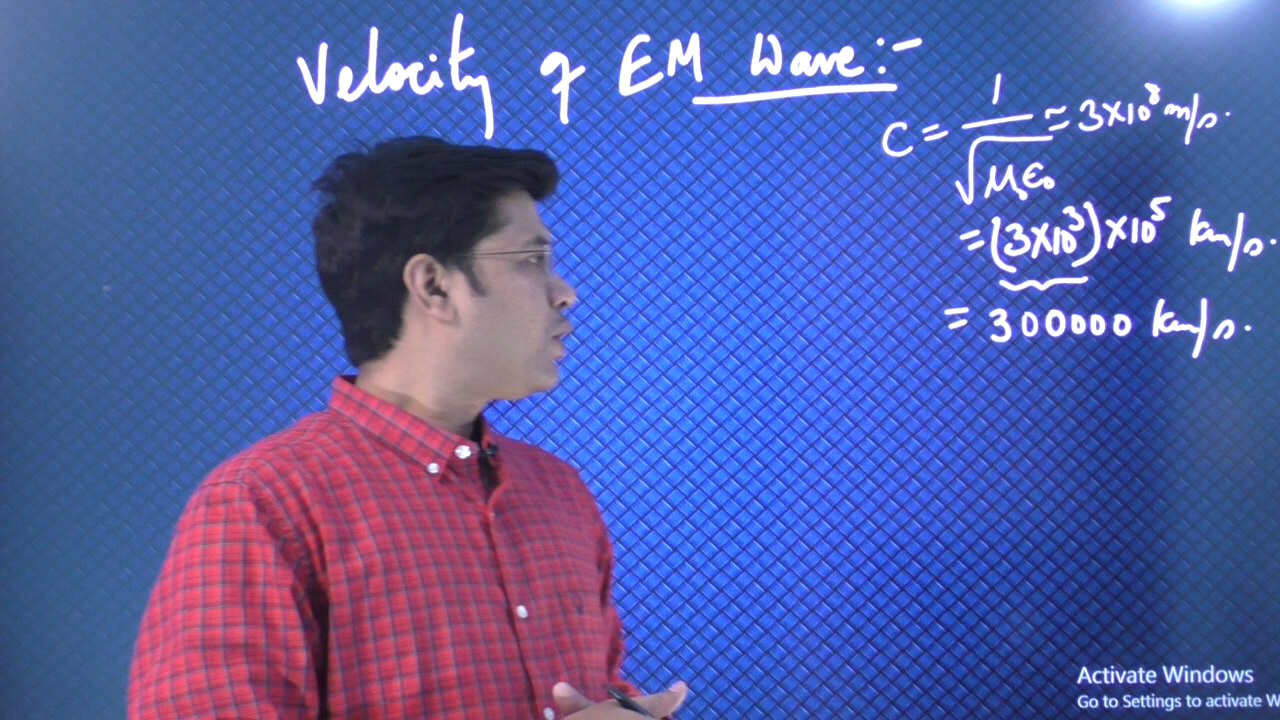 Velocity of EM Wave:-
C = 1/√μ₀ε₀ ≈ 3×10⁸ m/s.
= (3×10³)×10⁵ km/s.
= 300000 km/s.
Activate Windows
Go to Settings to activate W